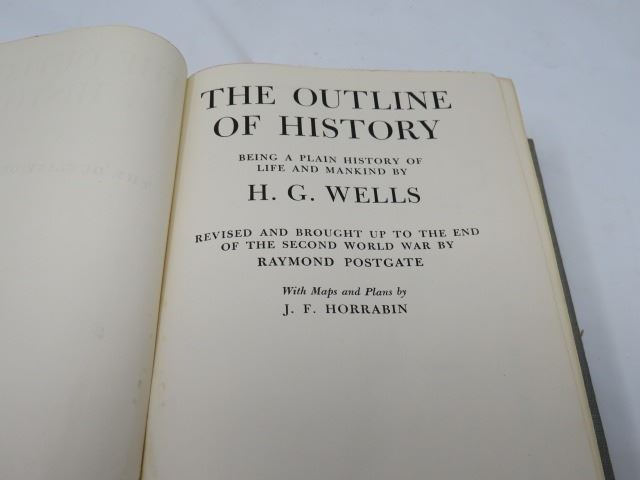 THE OUTLINE
OF HISTORY
BEING A PLAIN HISTORY OF
LIFE AND MANKIND BY
H. G. WELLS
REVISED AND BROUGHT UP TO THE END
OF THE SECOND WORLD WAR BY
RAYMOND POSTGATE
With Maps and Plans by
J. F. HORRABIN